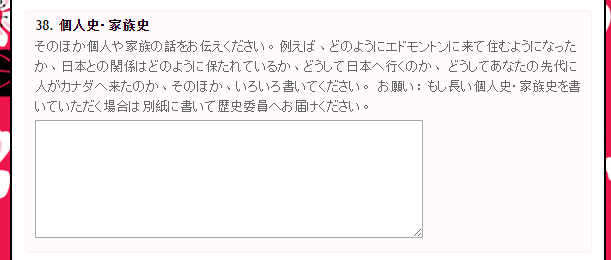 38. 個人史・家族史
そのほか個人や家族の話をお伝えください。例えば、どのようにエドモントンに来て住むようになった
か、日本との関係はどのように保たれているか、どうして日本へ行くのか、 どうしてあなたの先代に
人がカナダへ来たのか、そのほか、いろいろ書いてください。 お願い： もし長い個人史・家族史を書
いていただく場合は 別紙に書いて歴史委員へお届けください。